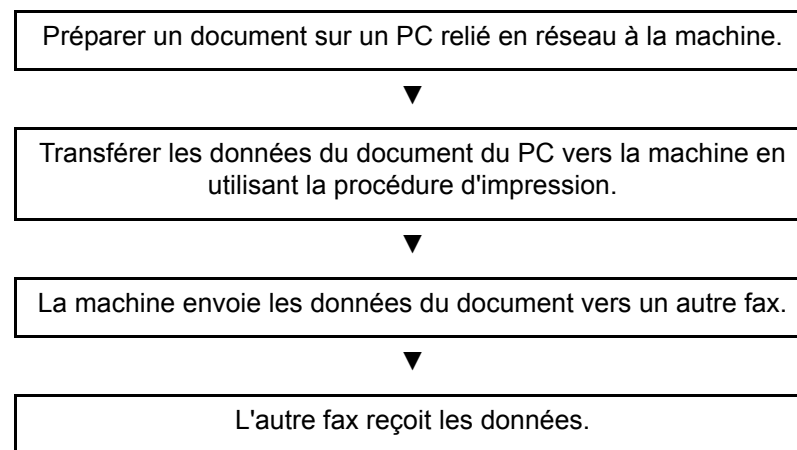 Préparer un document sur un PC relié en réseau à la machine.
▼
Transférer les données du document du PC vers la machine en
utilisant la procédure d'impression.
▼
La machine envoie les données du document vers un autre fax.
▼
L'autre fax reçoit les données.